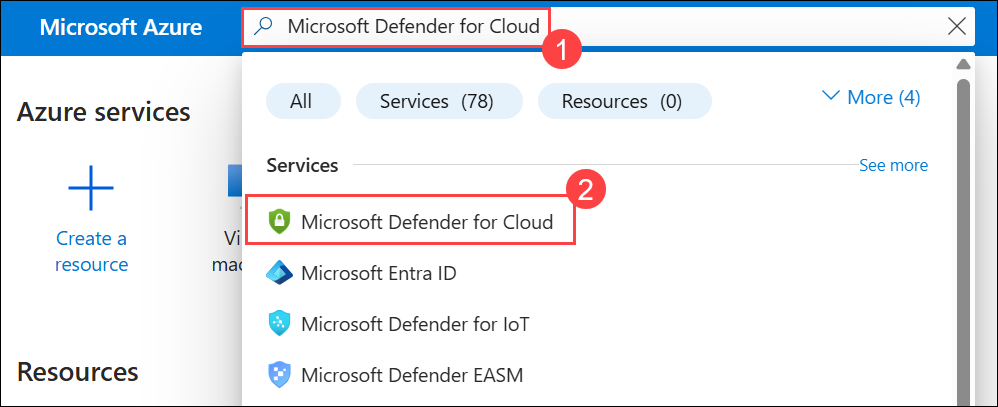 Microsoft Azure
Microsoft Defender for Cloud
1
All
Services (78)
Resources (0)
More (4)
Azure services
Services
See more
2
Microsoft Defender for Cloud
Create a
resource
Vi
mac
Microsoft Entra ID
Microsoft Defender for IoT
Resources
Microsoft Defender EASM